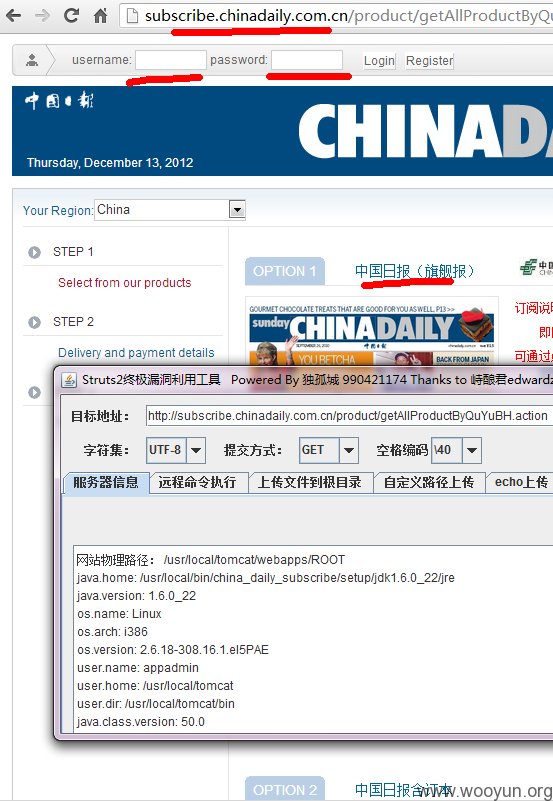 subscribe.chinadaily.com.cn/product/getAllProductByQu
username: password: Login Register
中国日报
CHINADA
Thursday, December 13, 2012
Your Region: China
STEP 1
Select from our products
STEP 2
Delivery and payment details
OPTION 1 中国日报（旗舰报）
订阅说明
即
可通过
GOURMET CHOCOLATE TREATS THAT ARE GOOD FOR YOU AS WELL, P13 >>
sunday CHINADAILY
YOU BETCHA
BACK FROM JAPAN
Struts2终极漏洞利用工具 Powered By 独孤城 990421174 Thanks to 峙酿君edwardz
目标地址： http://subscribe.chinadaily.com.cn/product/getAllProductByQuYuBH.action
字符集： UTF-8 提交方式： GET 空格编码 \40
服务器信息 远程命令执行 上传文件到根目录 自定义路径上传 echo上传
网站物理路径： /usr/local/tomcat/webapps/ROOT
java.home: /usr/local/bin/china_daily_subscribe/setup/jdk1.6.0_22/jre
java.version: 1.6.0_22
os.name: Linux
os.arch: i386
os.version: 2.6.18-308.16.1.el5PAE
user.name: appadmin
user.home: /usr/local/tomcat
user.dir: /usr/local/tomcat/bin
java.class.version: 50.0
OPTION 2 中国日报合订本
www.wooyun.org